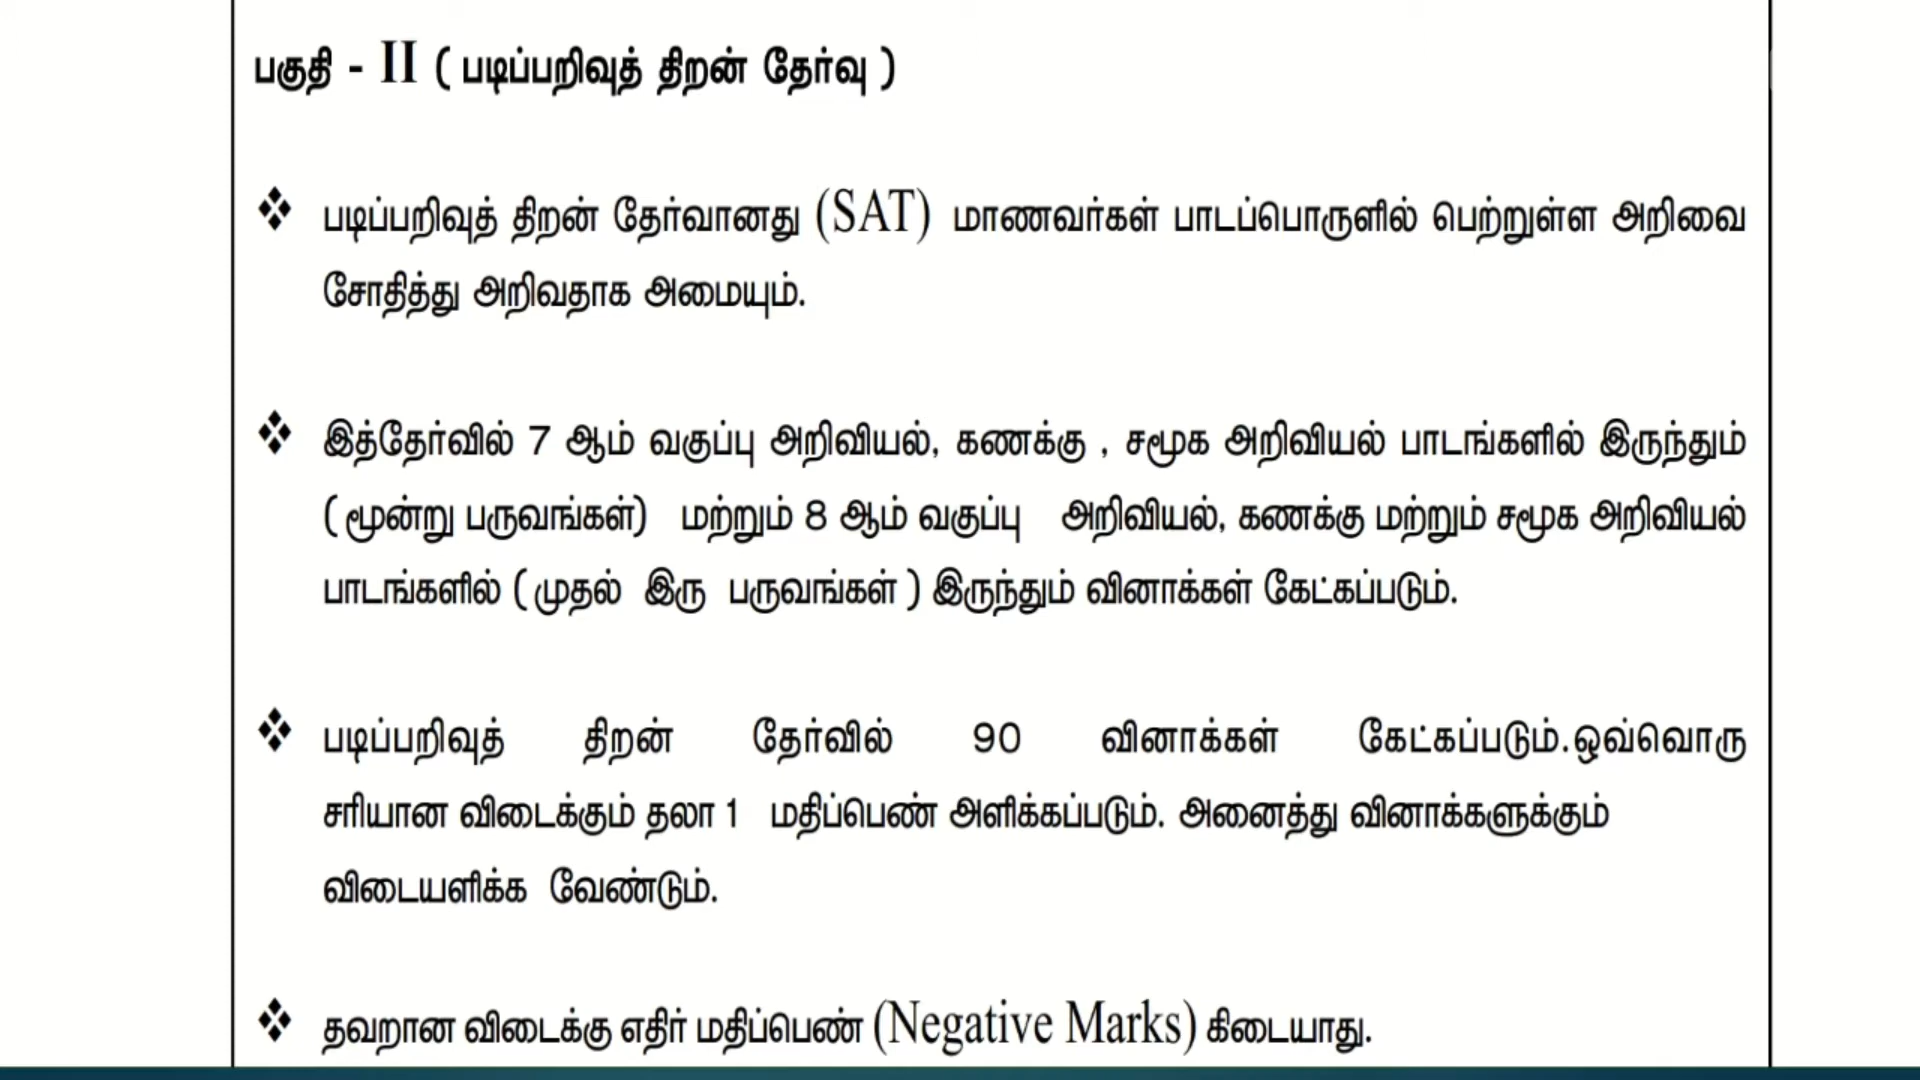 பகுதி - II ( படிப்பறிவுத் திறன் தேர்வு )
❖ படிப்பறிவுத் திறன் தேர்வானது (SAT) மாணவர்கள் பாடப்பொருளில் பெற்றுள்ள அறிவை
சோதித்து அறிவதாக அமையும்.
❖ இத்தேர்வில் 7 ஆம் வகுப்பு அறிவியல், கணக்கு , சமூக அறிவியல் பாடங்களில் இருந்தும்
( மூன்று பருவங்கள்) மற்றும் 8 ஆம் வகுப்பு அறிவியல், கணக்கு மற்றும் சமூக அறிவியல்
பாடங்களில் ( முதல் இரு பருவங்கள் ) இருந்தும் வினாக்கள் கேட்கப்படும்.
❖ படிப்பறிவுத் திறன் தேர்வில் 90 வினாக்கள் கேட்கப்படும்.ஒவ்வொரு
சரியான விடைக்கும் தலா 1 மதிப்பெண் அளிக்கப்படும். அனைத்து வினாக்களுக்கும்
விடையளிக்க வேண்டும்.
❖ தவறான விடைக்கு எதிர் மதிப்பெண் (Negative Marks) கிடையாது.